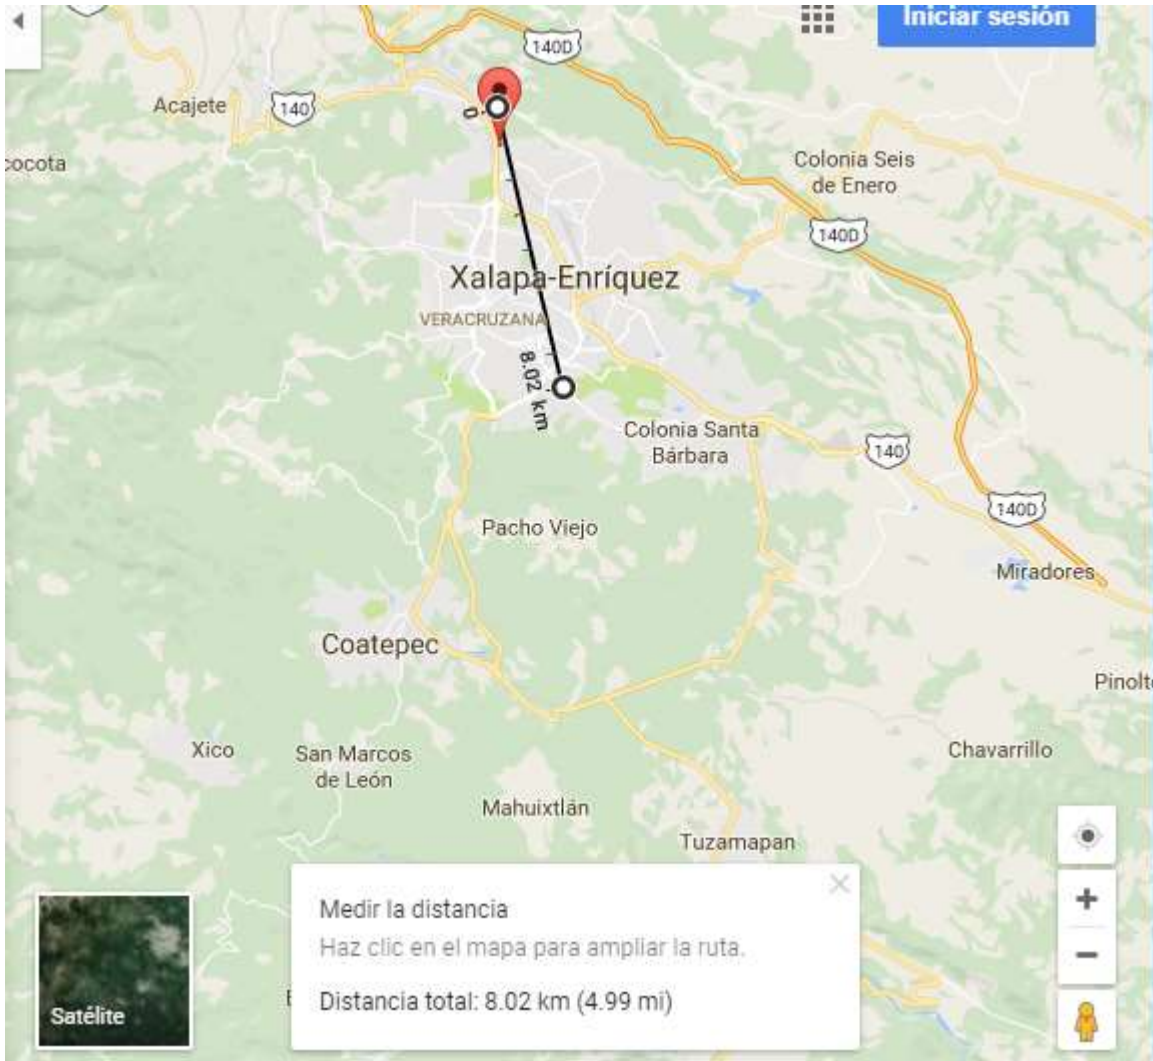 Iniciar sesión
140D
Acajete
140
0
cocota
Colonia Seis
de Enero
140D
Xalapa-Enríquez
VERACRUZANA
8.02 km
Colonia Santa
Bárbara
140
Pacho Viejo
140D
Miradores
Coatepec
Pinolt
Xico
San Marcos
de León
Chavarrillo
Mahuixtlán
Tuzamapan
Medir la distancia
Haz clic en el mapa para ampliar la ruta.
Distancia total: 8.02 km (4.99 mi)
Satélite